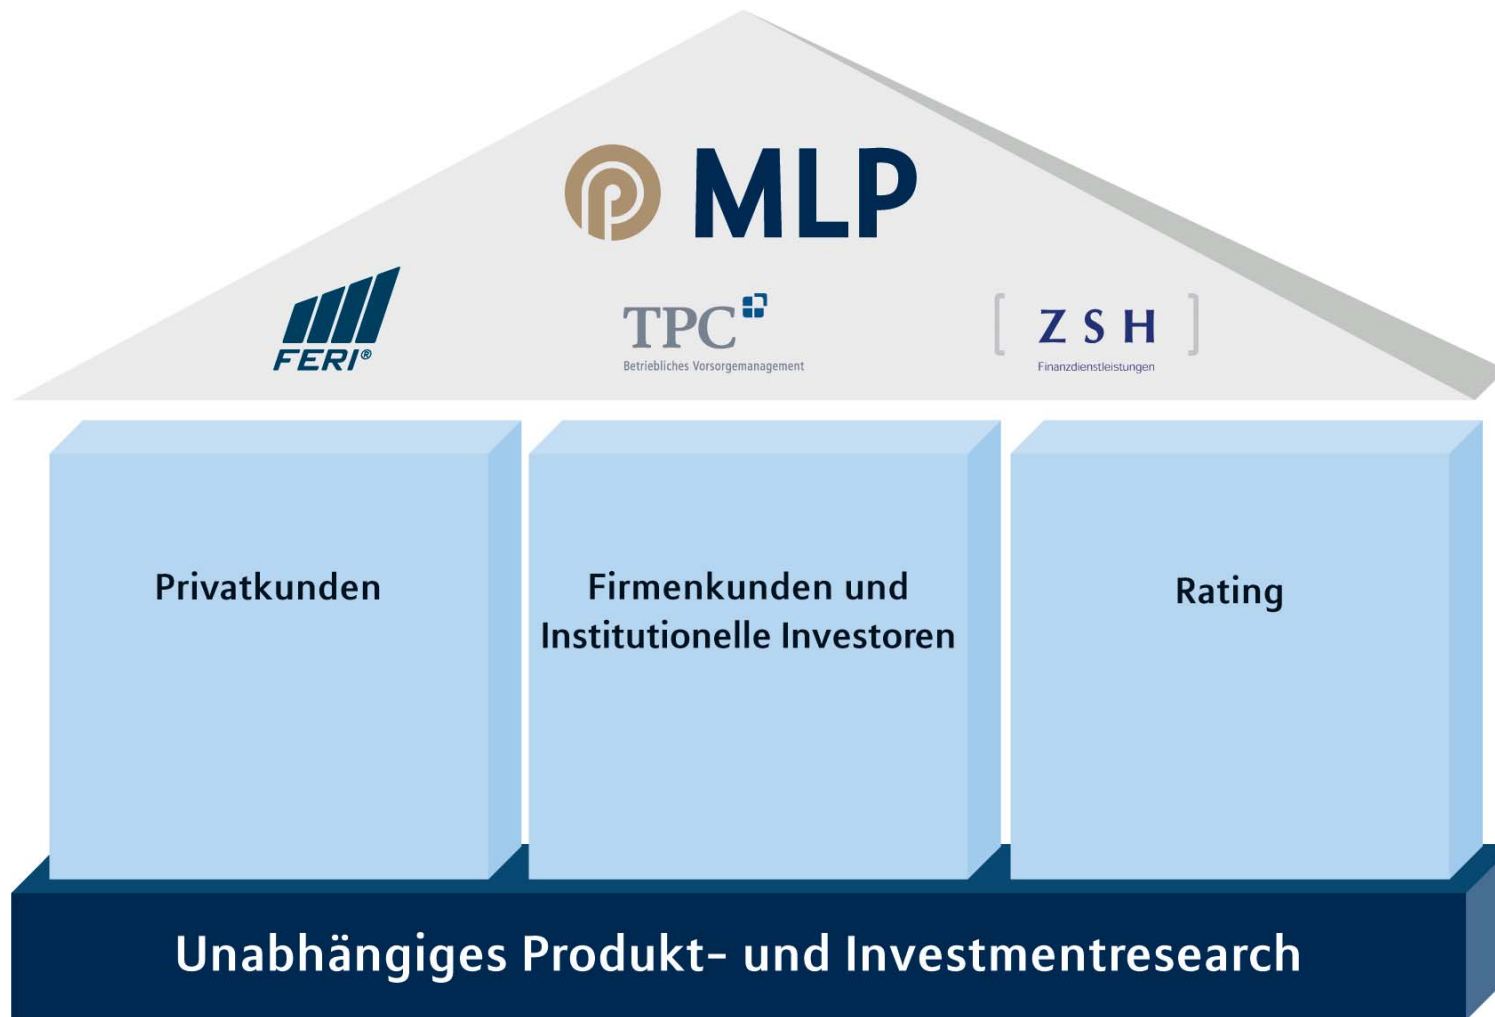 MLP
FERI®
TPC
Betriebliches Vorsorgemanagement
[ Z S H ]
Finanzdienstleistungen
Privatkunden
Firmenkunden und
Institutionelle Investoren
Rating
Unabhängiges Produkt- und Investmentresearch